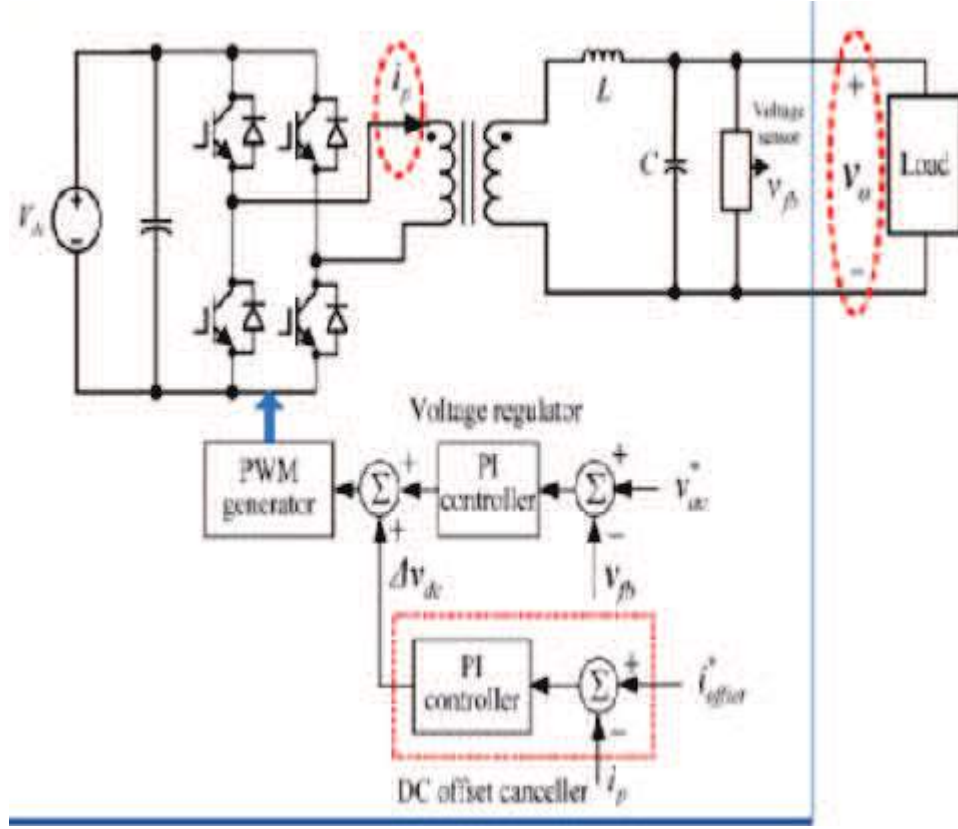 i_p
L
Voltage
sensor
+
V_dc
+
-
C
v_fb
v_o
Load
-
Voltage regulator
PWM
generator
Σ
+
+
PI
controller
Σ
+
-
v*_ac
Δv_dc
v_fb
PI
controller
Σ
+
-
i*_offset
DC offset canceller
i_p